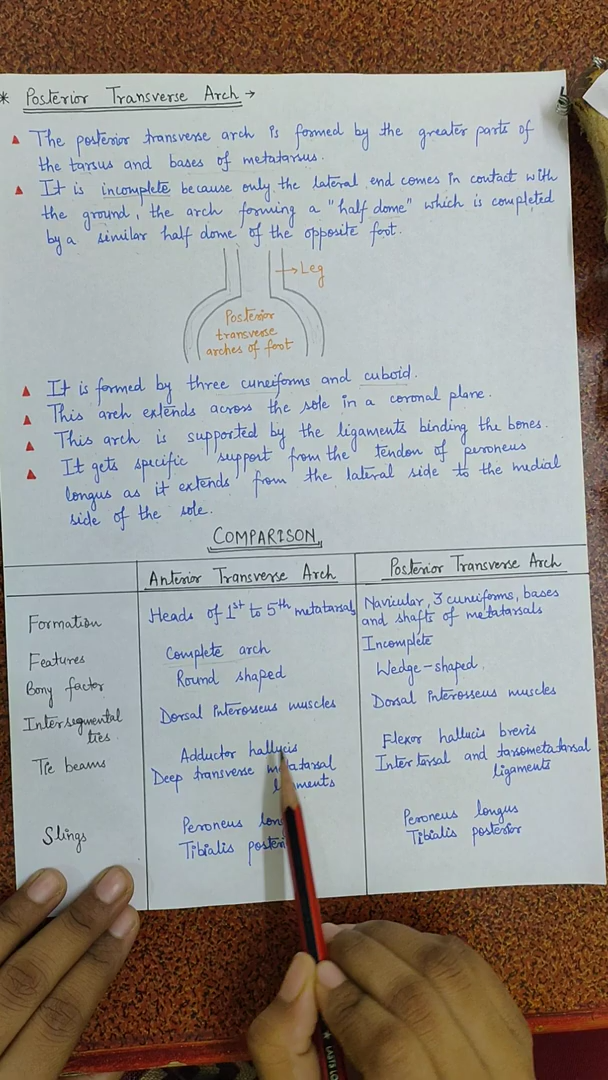 * Posterior Transverse Arch →
▲ The posterior transverse arch is formed by the greater parts of
the tarsus and bases of metatarsus.
▲ It is incomplete because only the lateral end comes in contact with
the ground, the arch forming a "half dome" which is completed
by a similar half dome of the opposite foot.
→ Leg
Posterior
transverse
arches of foot
▲ It is formed by three cuneiforms and cuboid.
▲ This arch extends across the sole in a coronal plane.
▲ This arch is supported by the ligaments binding the bones.
▲ It gets specific support from the tendon of peroneus
longus as it extends from the lateral side to the medial
side of the sole.
COMPARISON
Anterior Transverse Arch Posterior Transverse Arch
Formation Heads of 1st to 5th metatarsals Navicular, 3 cuneiforms, bases
and shafts of metatarsals
Features Complete arch Incomplete
Bony factor Round shaped Wedge-shaped
Intersegmental Dorsal interosseus muscles Dorsal interosseus muscles
ties
Tie beams Adductor hallucis Flexor hallucis brevis
Deep transverse metatarsal Intertarsal and tarsometatarsal
ligaments ligaments
Slings Peroneus Peroneus longus
Tibialis Tibialis posterior